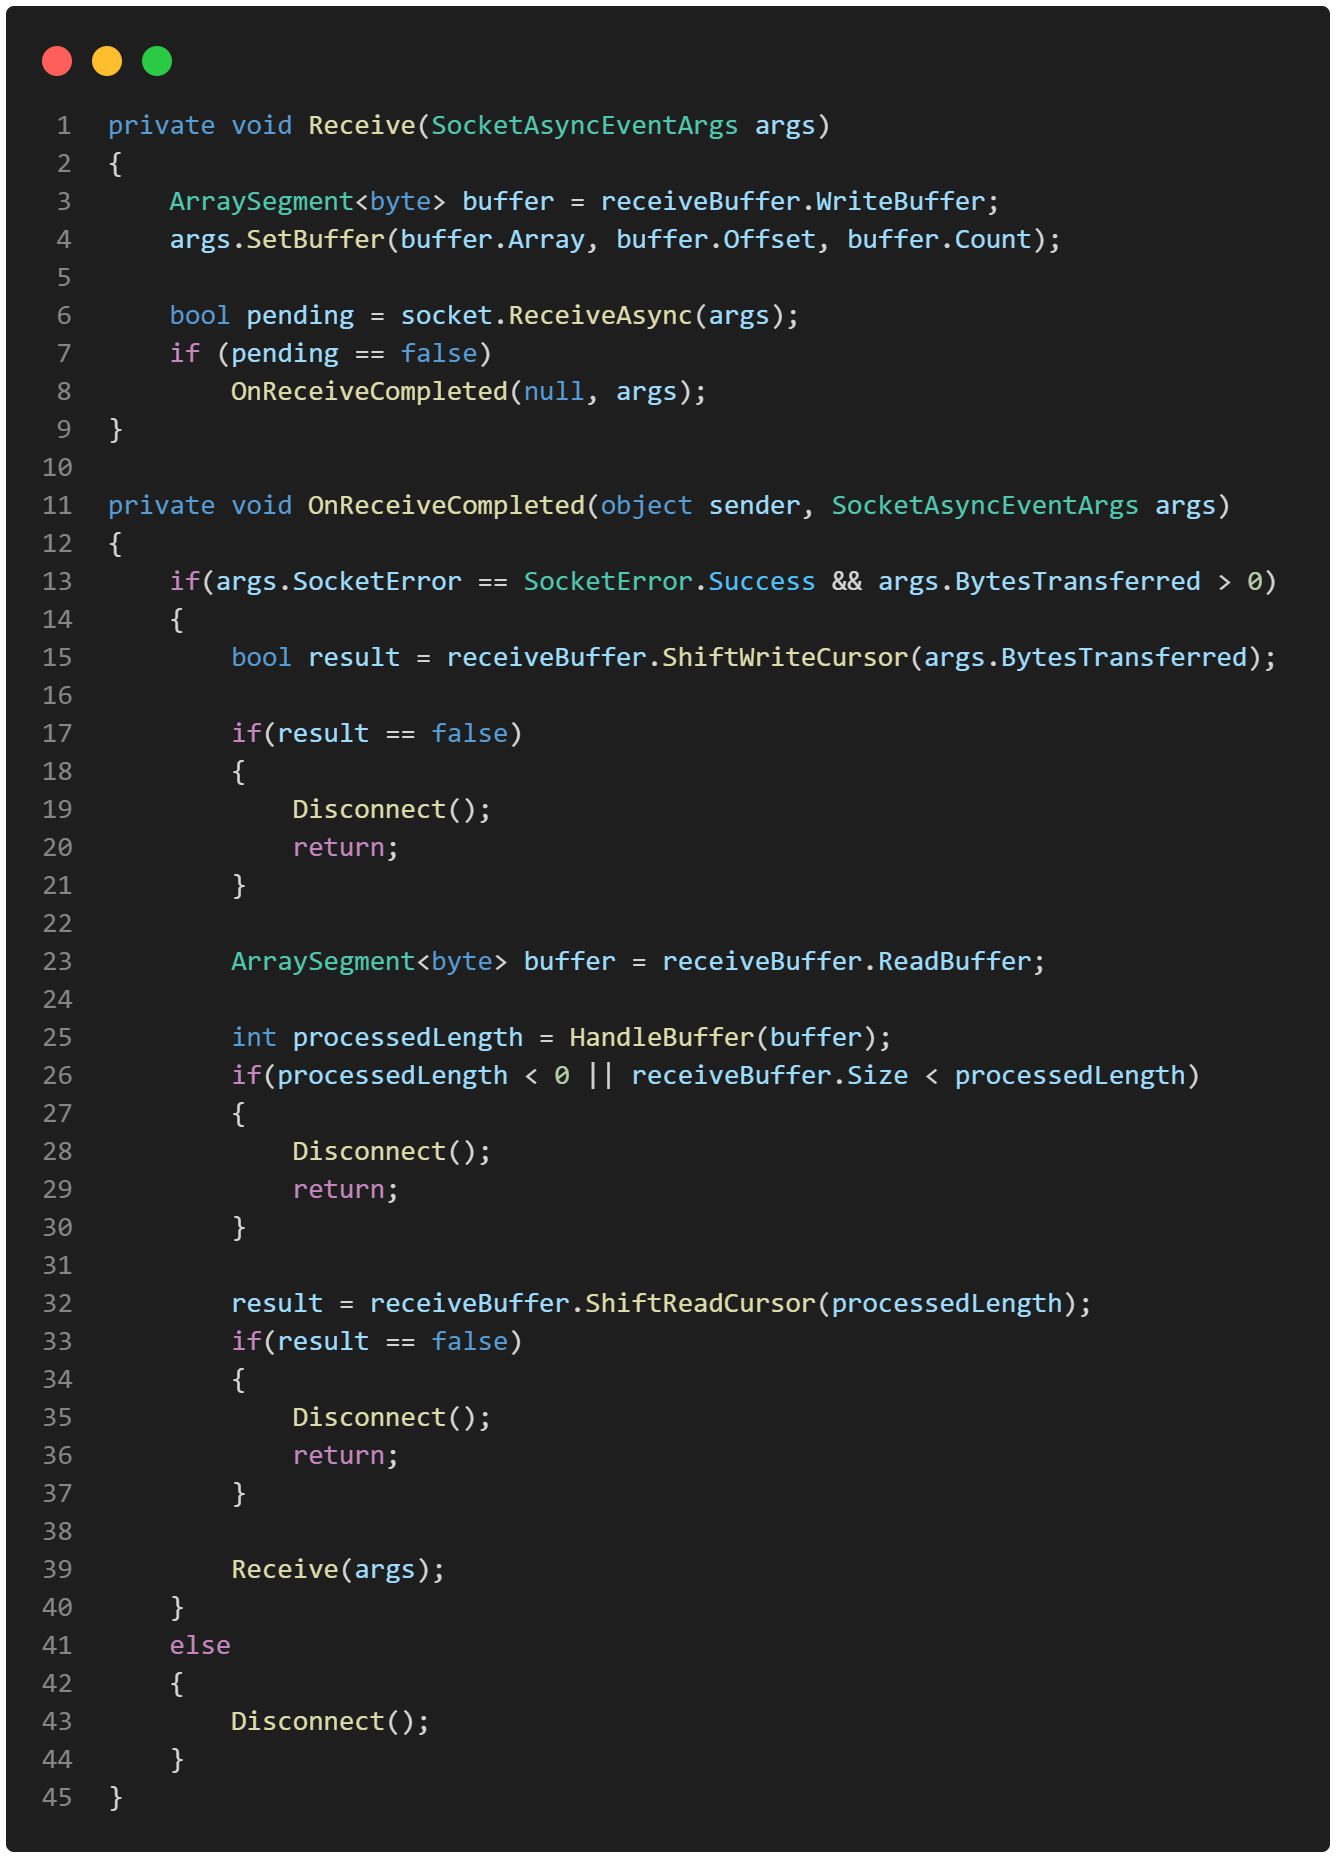 1 private void Receive(SocketAsyncEventArgs args)
2 {
3     ArraySegment<byte> buffer = receiveBuffer.WriteBuffer;
4     args.SetBuffer(buffer.Array, buffer.Offset, buffer.Count);
5
6     bool pending = socket.ReceiveAsync(args);
7     if (pending == false)
8         OnReceiveCompleted(null, args);
9 }
10
11 private void OnReceiveCompleted(object sender, SocketAsyncEventArgs args)
12 {
13     if(args.SocketError == SocketError.Success && args.BytesTransferred > 0)
14     {
15         bool result = receiveBuffer.ShiftWriteCursor(args.BytesTransferred);
16
17         if(result == false)
18         {
19             Disconnect();
20             return;
21         }
22
23         ArraySegment<byte> buffer = receiveBuffer.ReadBuffer;
24
25         int processedLength = HandleBuffer(buffer);
26         if(processedLength < 0 || receiveBuffer.Size < processedLength)
27         {
28             Disconnect();
29             return;
30         }
31
32         result = receiveBuffer.ShiftReadCursor(processedLength);
33         if(result == false)
34         {
35             Disconnect();
36             return;
37         }
38
39         Receive(args);
40     }
41     else
42     {
43         Disconnect();
44     }
45 }